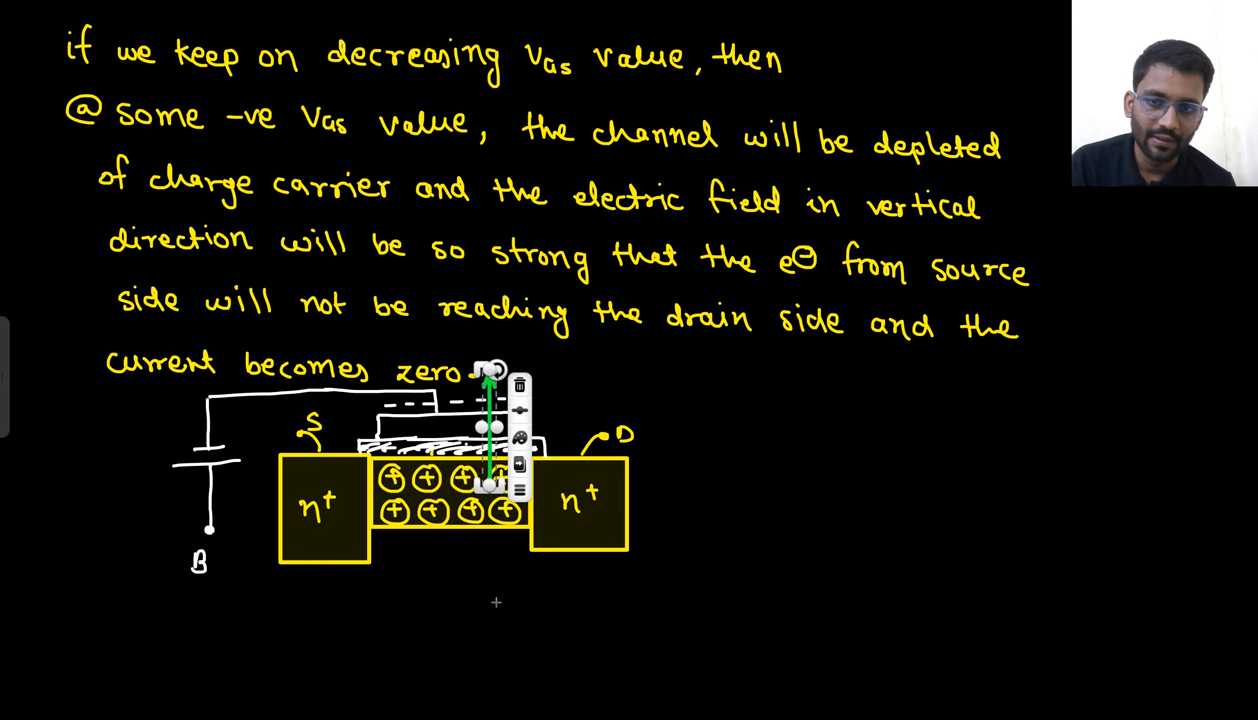 if we keep on decreasing VGS value, then
@ some -ve VGS value, the channel will be depleted
of charge carrier and the electric field in vertical
direction will be so strong that the e⊖ from source
side will not be reaching the drain side and the
current becomes zero.
S
D
+ + + +
n+
n+
+ + + +
B